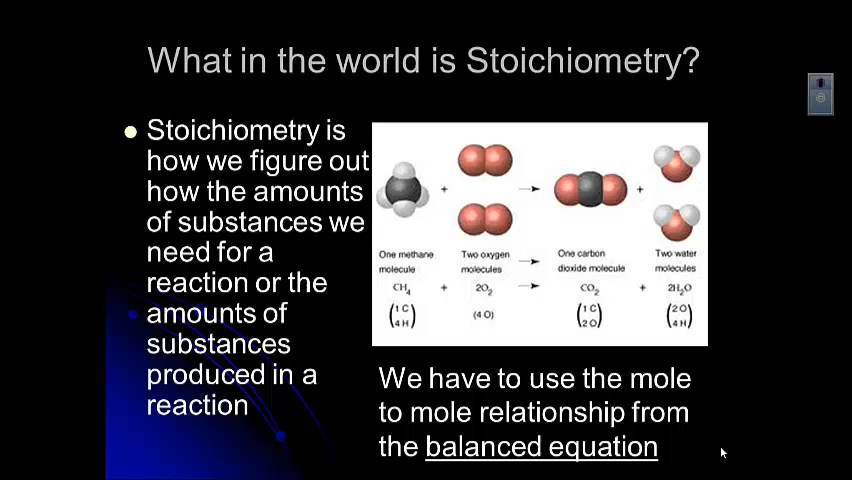 What in the world is Stoichiometry?
Stoichiometry is
how we figure out
how the amounts
of substances we
need for a
reaction or the
amounts of
substances
produced in a
reaction
+ → +
One methane molecule
Two oxygen molecules
→
One carbon dioxide molecule
Two water molecules
CH₄ + 2O₂ → CO₂ + 2H₂O
(1 C
4 H)
(4 O)
(1 C
2 O)
(2 O
4 H)
We have to use the mole
to mole relationship from
the balanced equation